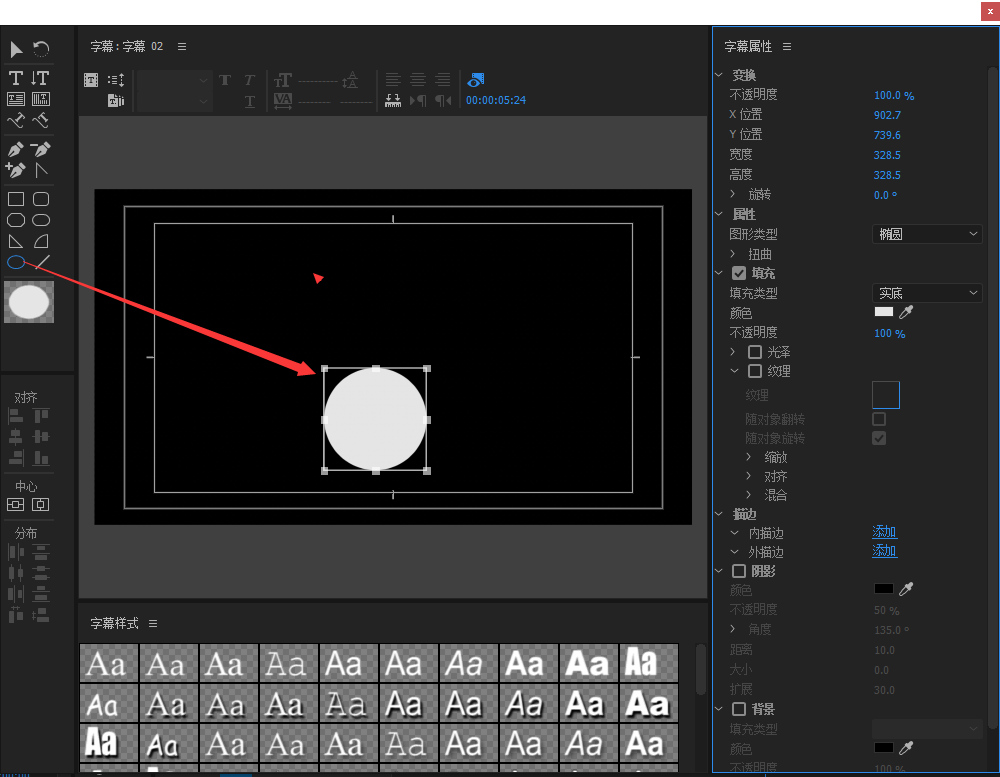 字幕: 字幕 02
00:00:05:24
对齐
中心
分布
字幕样式
Aa Aa Aa Aa Aa Aa Aa Aa Aa Aa
Aa Aa Aa Aa Aa Aa Aa Aa Aa Aa
Aa Aa Aa Aa Aa Aa Aa Aa Aa Aa
字幕属性
变换
不透明度 100.0 %
X 位置 902.7
Y 位置 739.6
宽度 328.5
高度 328.5
旋转 0.0 °
属性
图形类型 椭圆
扭曲
填充
填充类型 实底
颜色
不透明度 100 %
光泽
纹理
纹理
随对象翻转
随对象旋转
缩放
对齐
混合
描边
内描边 添加
外描边 添加
阴影
颜色
不透明度 50 %
角度 135.0 °
距离 10.0
大小 0.0
扩展 30.0
背景
填充类型
颜色
不透明度 100 %